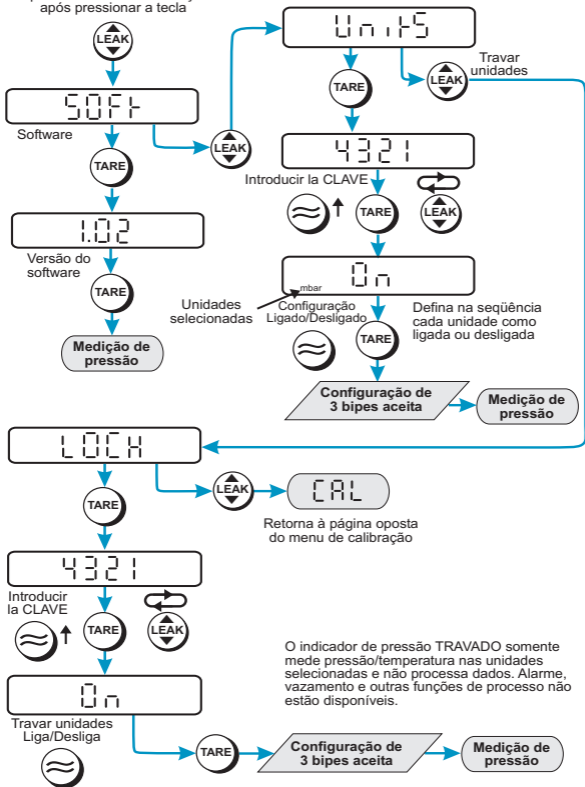 após pressionar a tecla
LEAK
SOFt
Software
LEAK
TARE
1.02
Versão do
software
TARE
Medição de
pressão
UnitS
Travar
unidades
TARE
LEAK
4321
Introducir la CLAVE
TARE
LEAK
On
mbar
Unidades
selecionadas
Configuração
Ligado/Desligado
TARE
Defina na seqüência
cada unidade como
ligada ou desligada
Configuração de
3 bipes aceita
Medição de
pressão
LOCK
TARE
LEAK
CAL
Retorna à página oposta
do menu de calibração
4321
Introducir
la CLAVE
TARE
LEAK
On
Travar unidades
Liga/Desliga
O indicador de pressão TRAVADO somente
mede pressão/temperatura nas unidades
selecionadas e não processa dados. Alarme,
vazamento e outras funções de processo não
estão disponíveis.
TARE
Configuração de
3 bipes aceita
Medição de
pressão